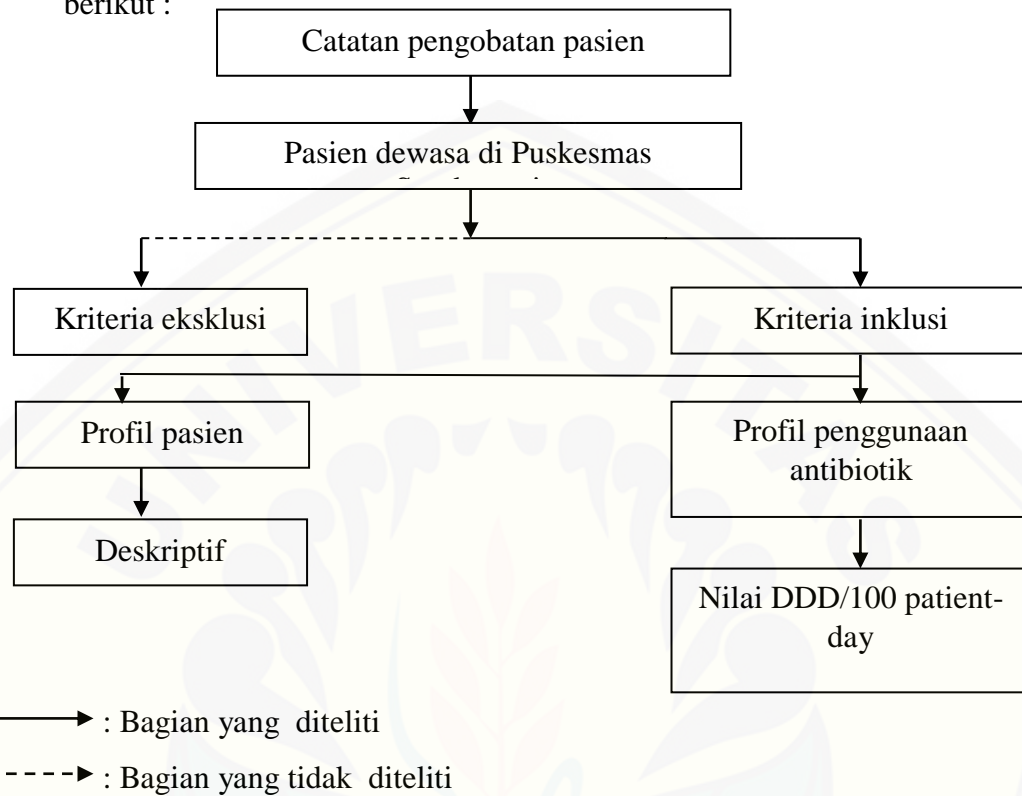 berikut :
Catatan pengobatan pasien
Pasien dewasa di Puskesmas
Kriteria eksklusi
Kriteria inklusi
Profil pasien
Profil penggunaan
antibiotik
Deskriptif
Nilai DDD/100 patient-
day
: Bagian yang diteliti
: Bagian yang tidak diteliti
UNIVERSITAS